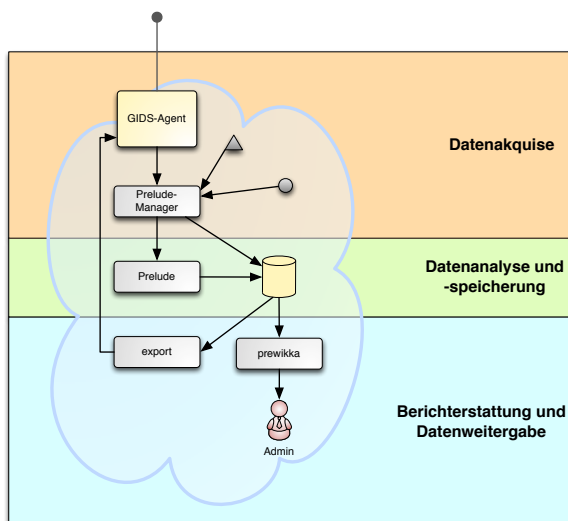 GIDS-Agent
Datenakquise
Prelude-
Manager
Prelude
Datenanalyse und
-speicherung
export
prewikka
Berichterstattung und
Datenweitergabe
Admin